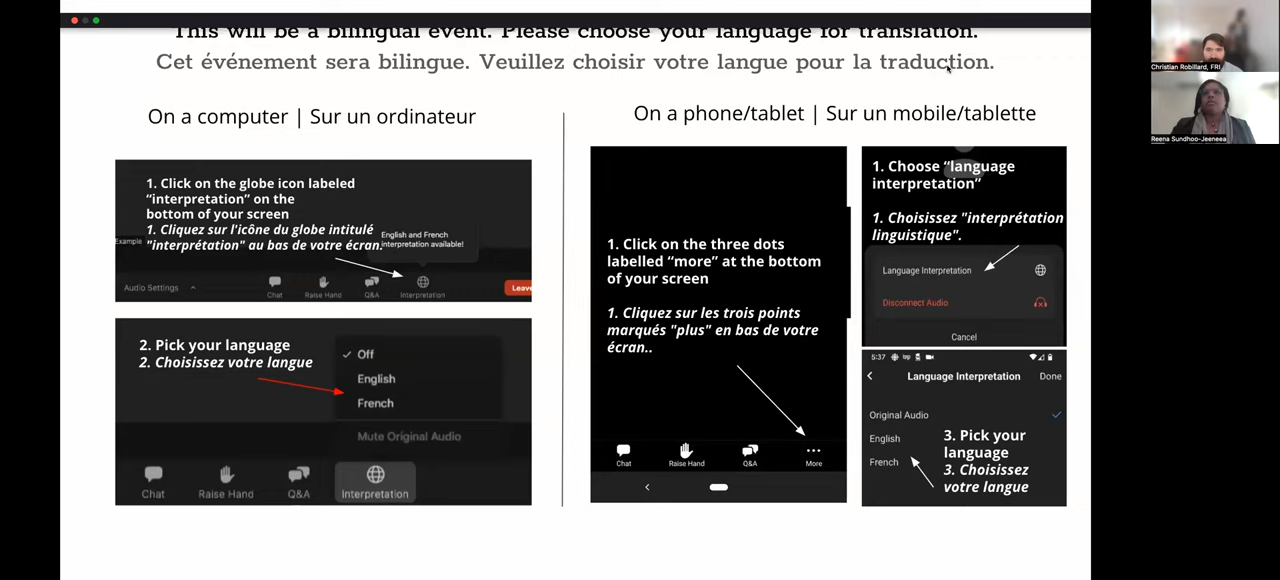 This will be a bilingual event. Please choose your language for translation.
Cet événement sera bilingue. Veuillez choisir votre langue pour la traduction.
On a computer | Sur un ordinateur
1. Click on the globe icon labeled
“interpretation” on the
bottom of your screen
1. Cliquez sur l'icône du globe intitulé
"interprétation" au bas de votre écran.
Example
English and French
interpretation available!
Audio Settings
Chat
Raise Hand
Q&A
Interpretation
Leave
2. Pick your language
2. Choisissez votre langue
Off
English
French
Mute Original Audio
Chat
Raise Hand
Q&A
Interpretation
On a phone/tablet | Sur un mobile/tablette
1. Click on the three dots
labelled “more” at the bottom
of your screen
1. Cliquez sur les trois points
marqués "plus" en bas de votre
écran..
Chat
Raise Hand
Q&A
More
1. Choose “language
interpretation”
1. Choisissez "interprétation
linguistique".
Language Interpretation
Disconnect Audio
Cancel
5:37
Language Interpretation
Done
Original Audio
English
French
3. Pick your
language
3. Choisissez
votre langue
Christian Robillard, FRI
Reena Sundhoo-Jeeneea